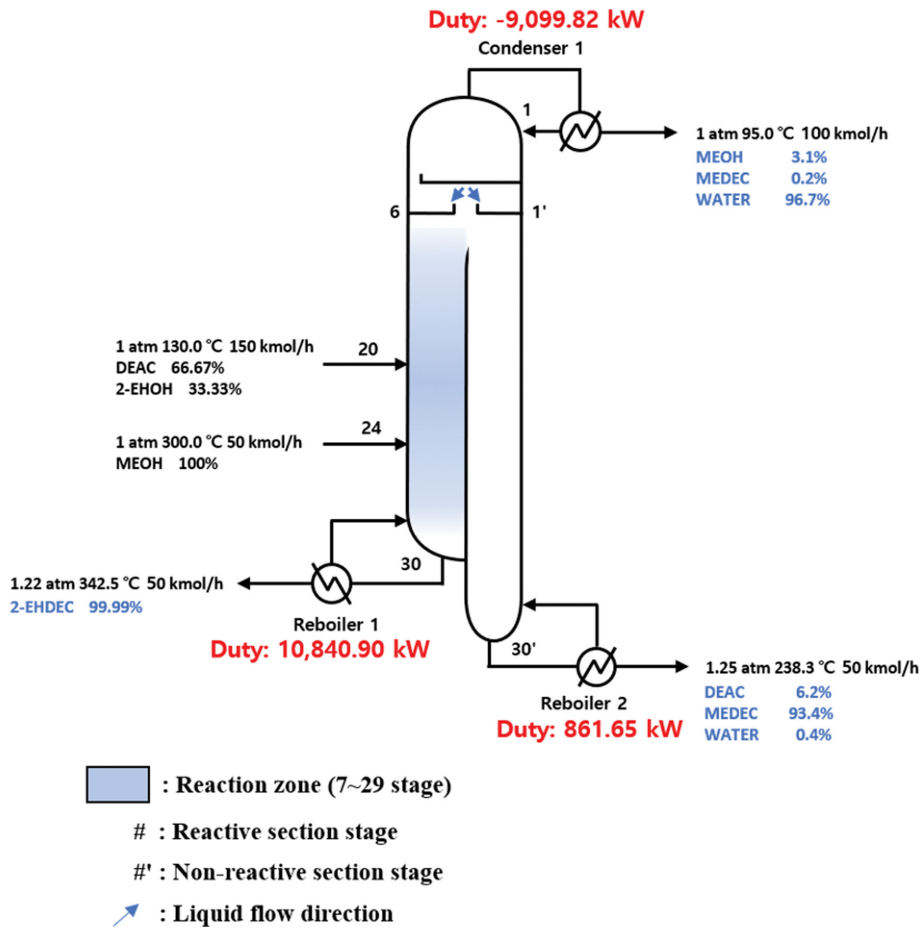 Duty: -9,099.82 kW
Condenser 1
1
1 atm 95.0 ℃ 100 kmol/h
MEOH 3.1%
MEDEC 0.2%
WATER 96.7%
6
1'
1 atm 130.0 ℃ 150 kmol/h
DEAC 66.67%
2-EHOH 33.33%
20
1 atm 300.0 ℃ 50 kmol/h
MEOH 100%
24
30
1.22 atm 342.5 ℃ 50 kmol/h
2-EHDEC 99.99%
Reboiler 1
Duty: 10,840.90 kW
30'
1.25 atm 238.3 ℃ 50 kmol/h
DEAC 6.2%
MEDEC 93.4%
WATER 0.4%
Reboiler 2
Duty: 861.65 kW
: Reaction zone (7~29 stage)
# : Reactive section stage
#' : Non-reactive section stage
: Liquid flow direction